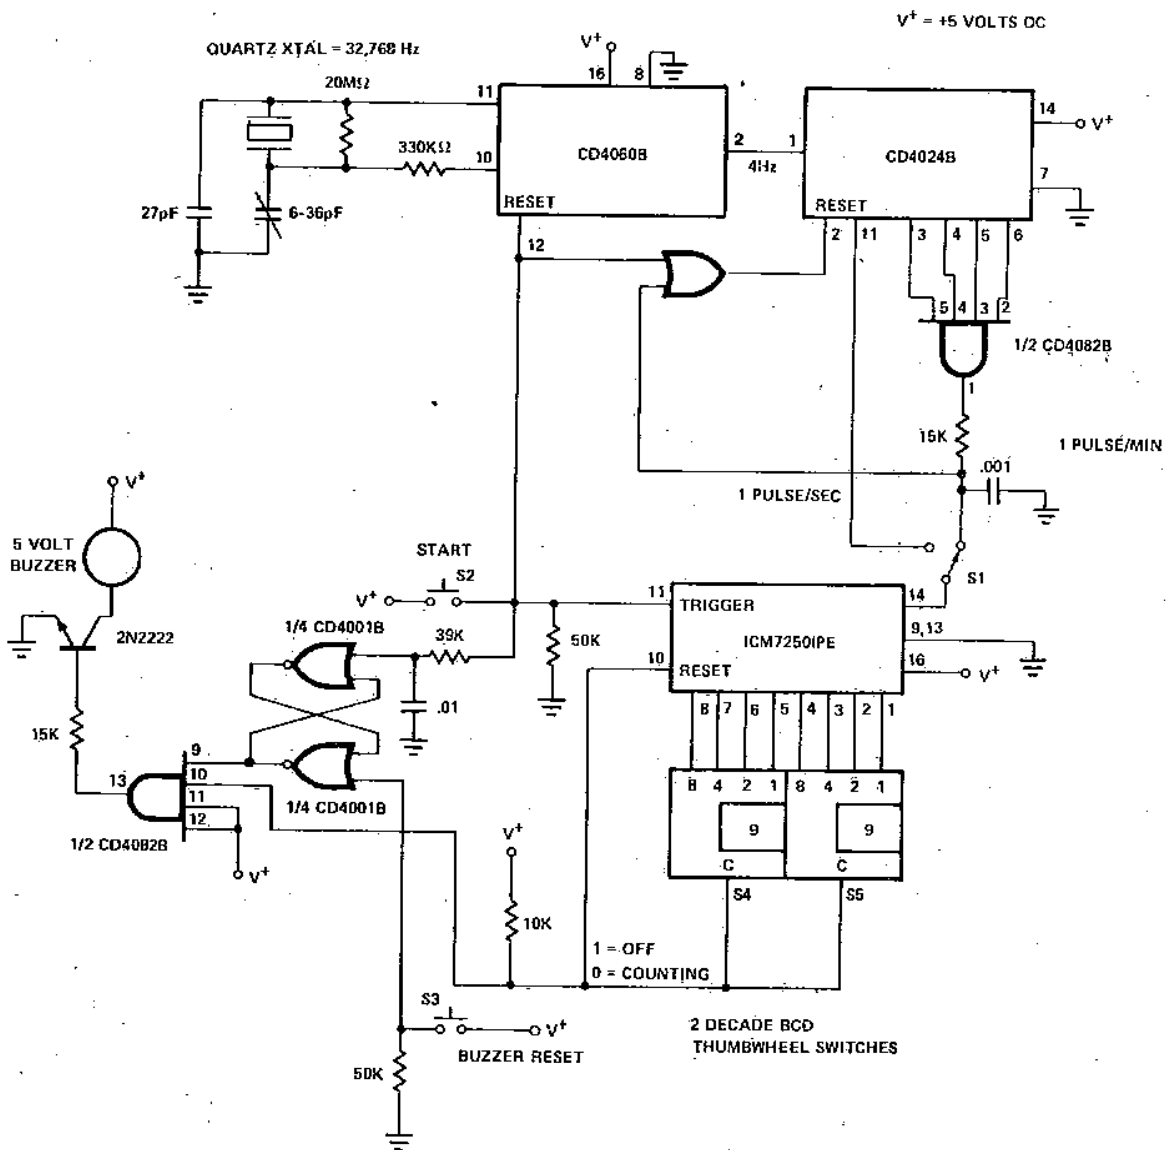 V+ = +5 VOLTS DC
QUARTZ XTAL = 32,768 Hz
V+
16
8
20MΩ
11
14
V+
330KΩ
10
CD4060B
2
4Hz
1
CD4024B
7
27pF
6-36pF
RESET
12
RESET
2
11
3
4
5
6
5
4
3
2
1/2 CD4082B
1
15K
1 PULSE/MIN
.001
1 PULSE/SEC
V+
5 VOLT
BUZZER
START
S2
V+
S1
11
TRIGGER
14
2N2222
1/4 CD4001B
39K
50K
ICM7250IPE
9,13
10
RESET
16
V+
.01
8
7
6
5
4
3
2
1
15K
9
13
10
11
12
1/4 CD4001B
8
4
2
1
8
4
2
1
9
9
1/2 CD4082B
V+
V+
C
C
S4
S5
10K
1 = OFF
0 = COUNTING
S3
V+
BUZZER RESET
2 DECADE BCD
THUMBWHEEL SWITCHES
50K